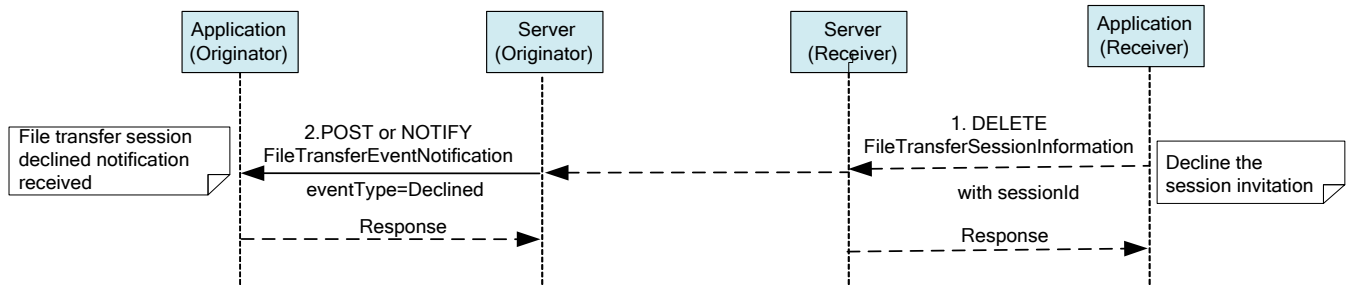 Application
(Originator)
Server
(Originator)
Server
(Receiver)
Application
(Receiver)
File transfer session
declined notification
received
2.POST or NOTIFY
FileTransferEventNotification
eventType=Declined
Response
1. DELETE
FileTransferSessionInformation
with sessionId
Response
Decline the
session invitation